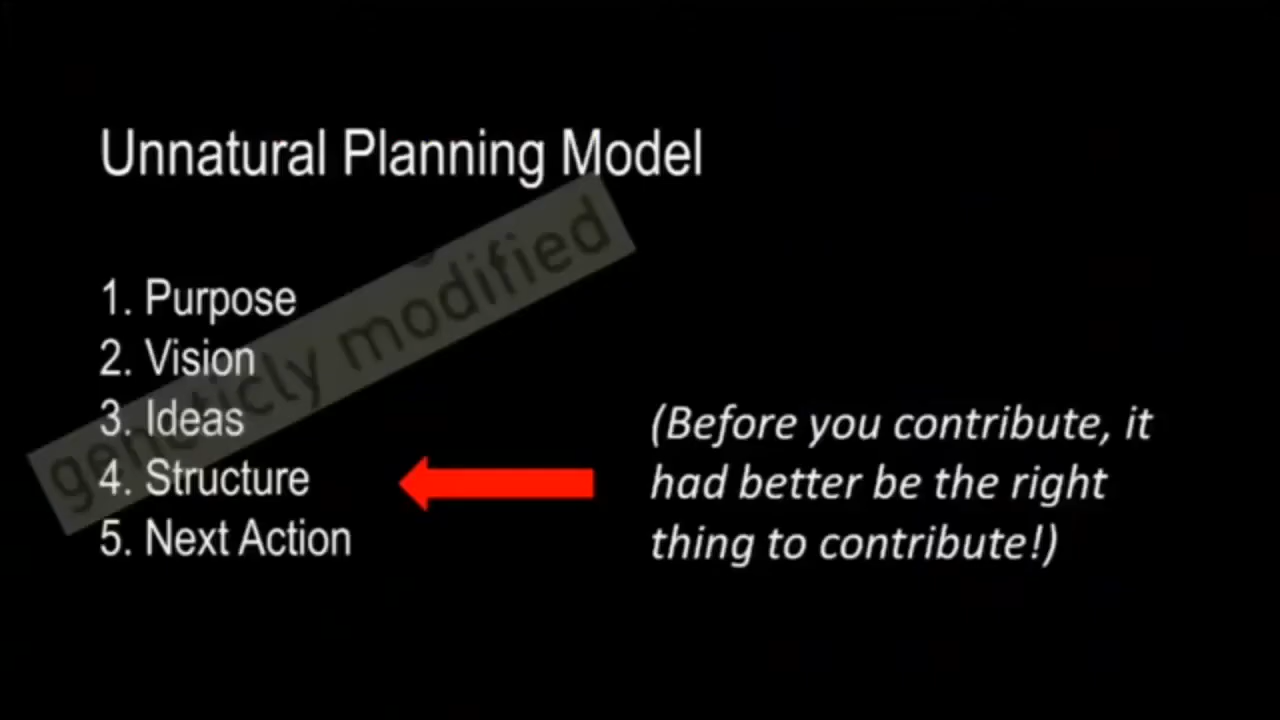 Unnatural Planning Model
geneticly modified
1. Purpose
2. Vision
3. Ideas
4. Structure
5. Next Action
(Before you contribute, it
had better be the right
thing to contribute!)